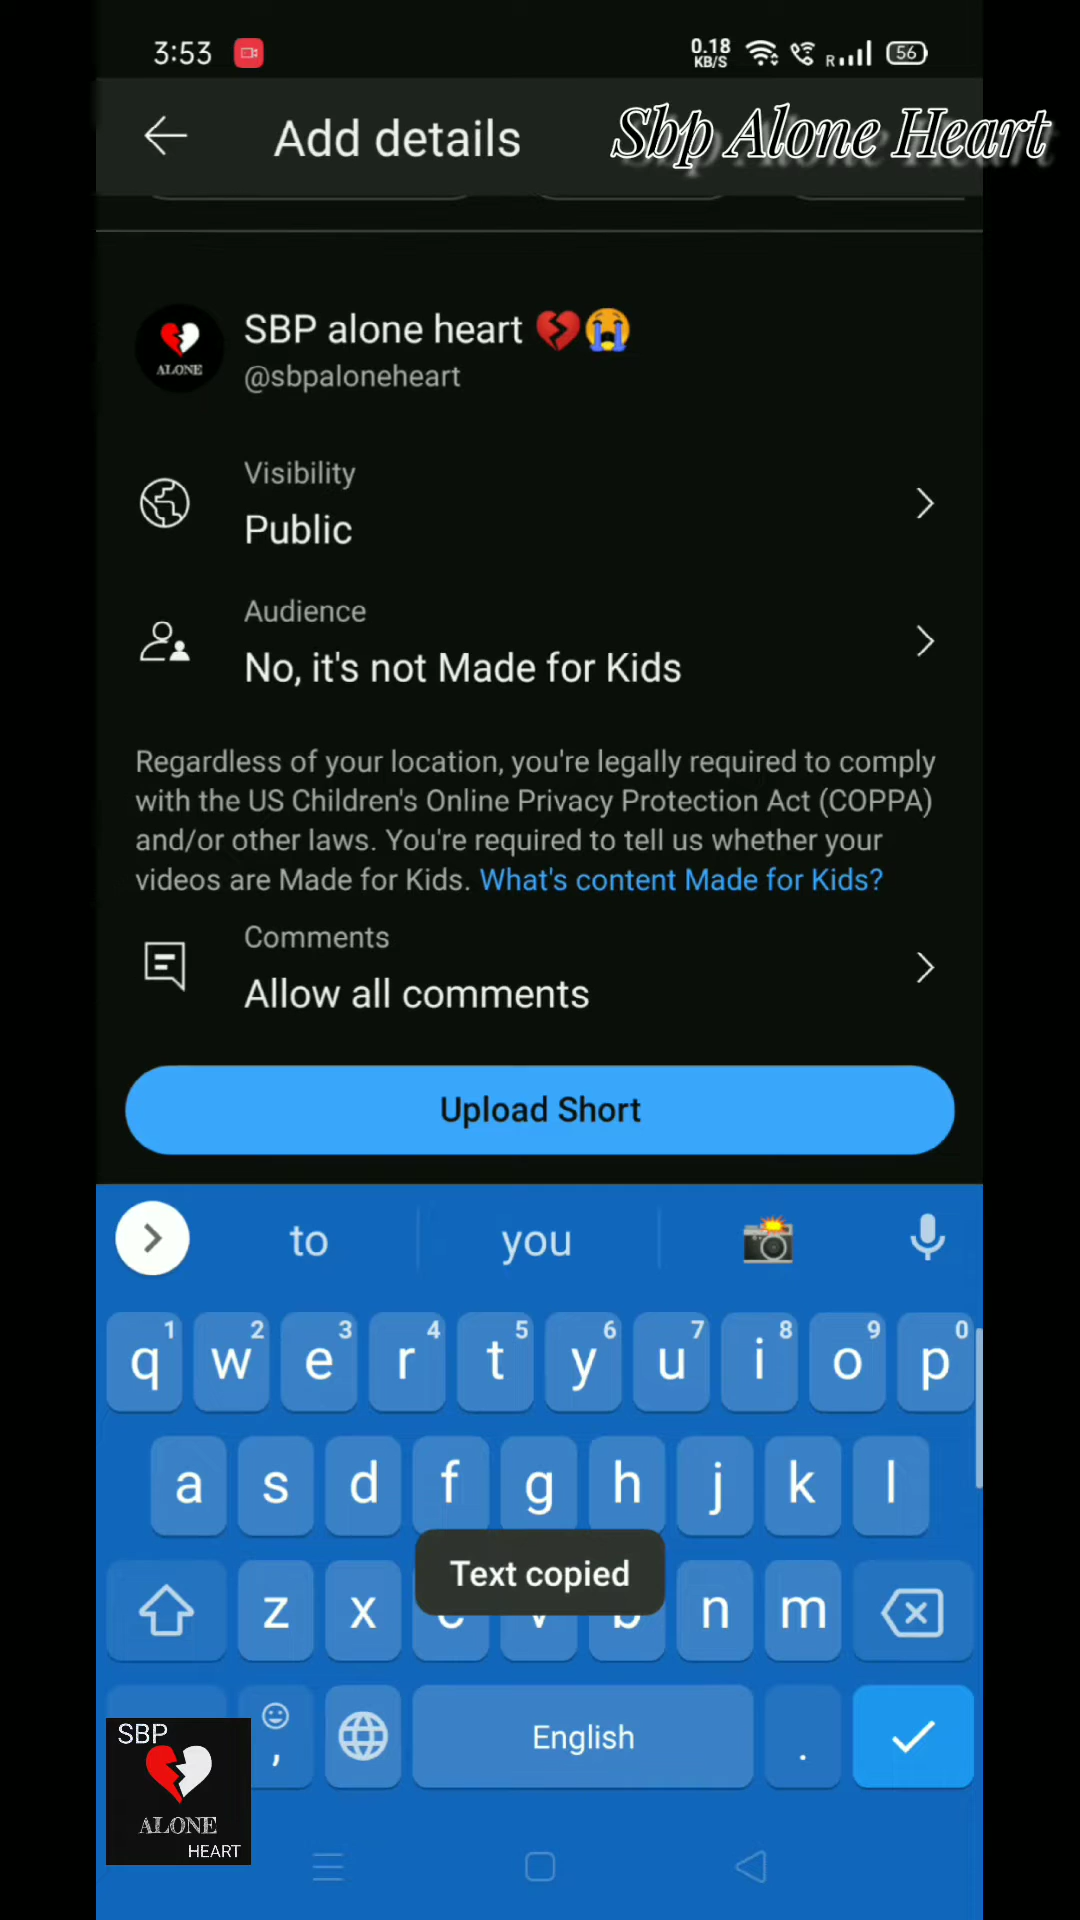 3:53
0.18
KB/S
R
56
Add details
Sbp Alone Heart
ALONE
SBP alone heart 💔😭
@sbpaloneheart
Visibility
Public
Audience
No, it's not Made for Kids
Regardless of your location, you're legally required to comply
with the US Children's Online Privacy Protection Act (COPPA)
and/or other laws. You're required to tell us whether your
videos are Made for Kids. What's content Made for Kids?
Comments
Allow all comments
Upload Short
to you 📸
1 2 3 4 5 6 7 8 9 0
q w e r t y u i o p
a s d f g h j k l
Text copied
z x c v b n m
, English .
SBP
ALONE
HEART